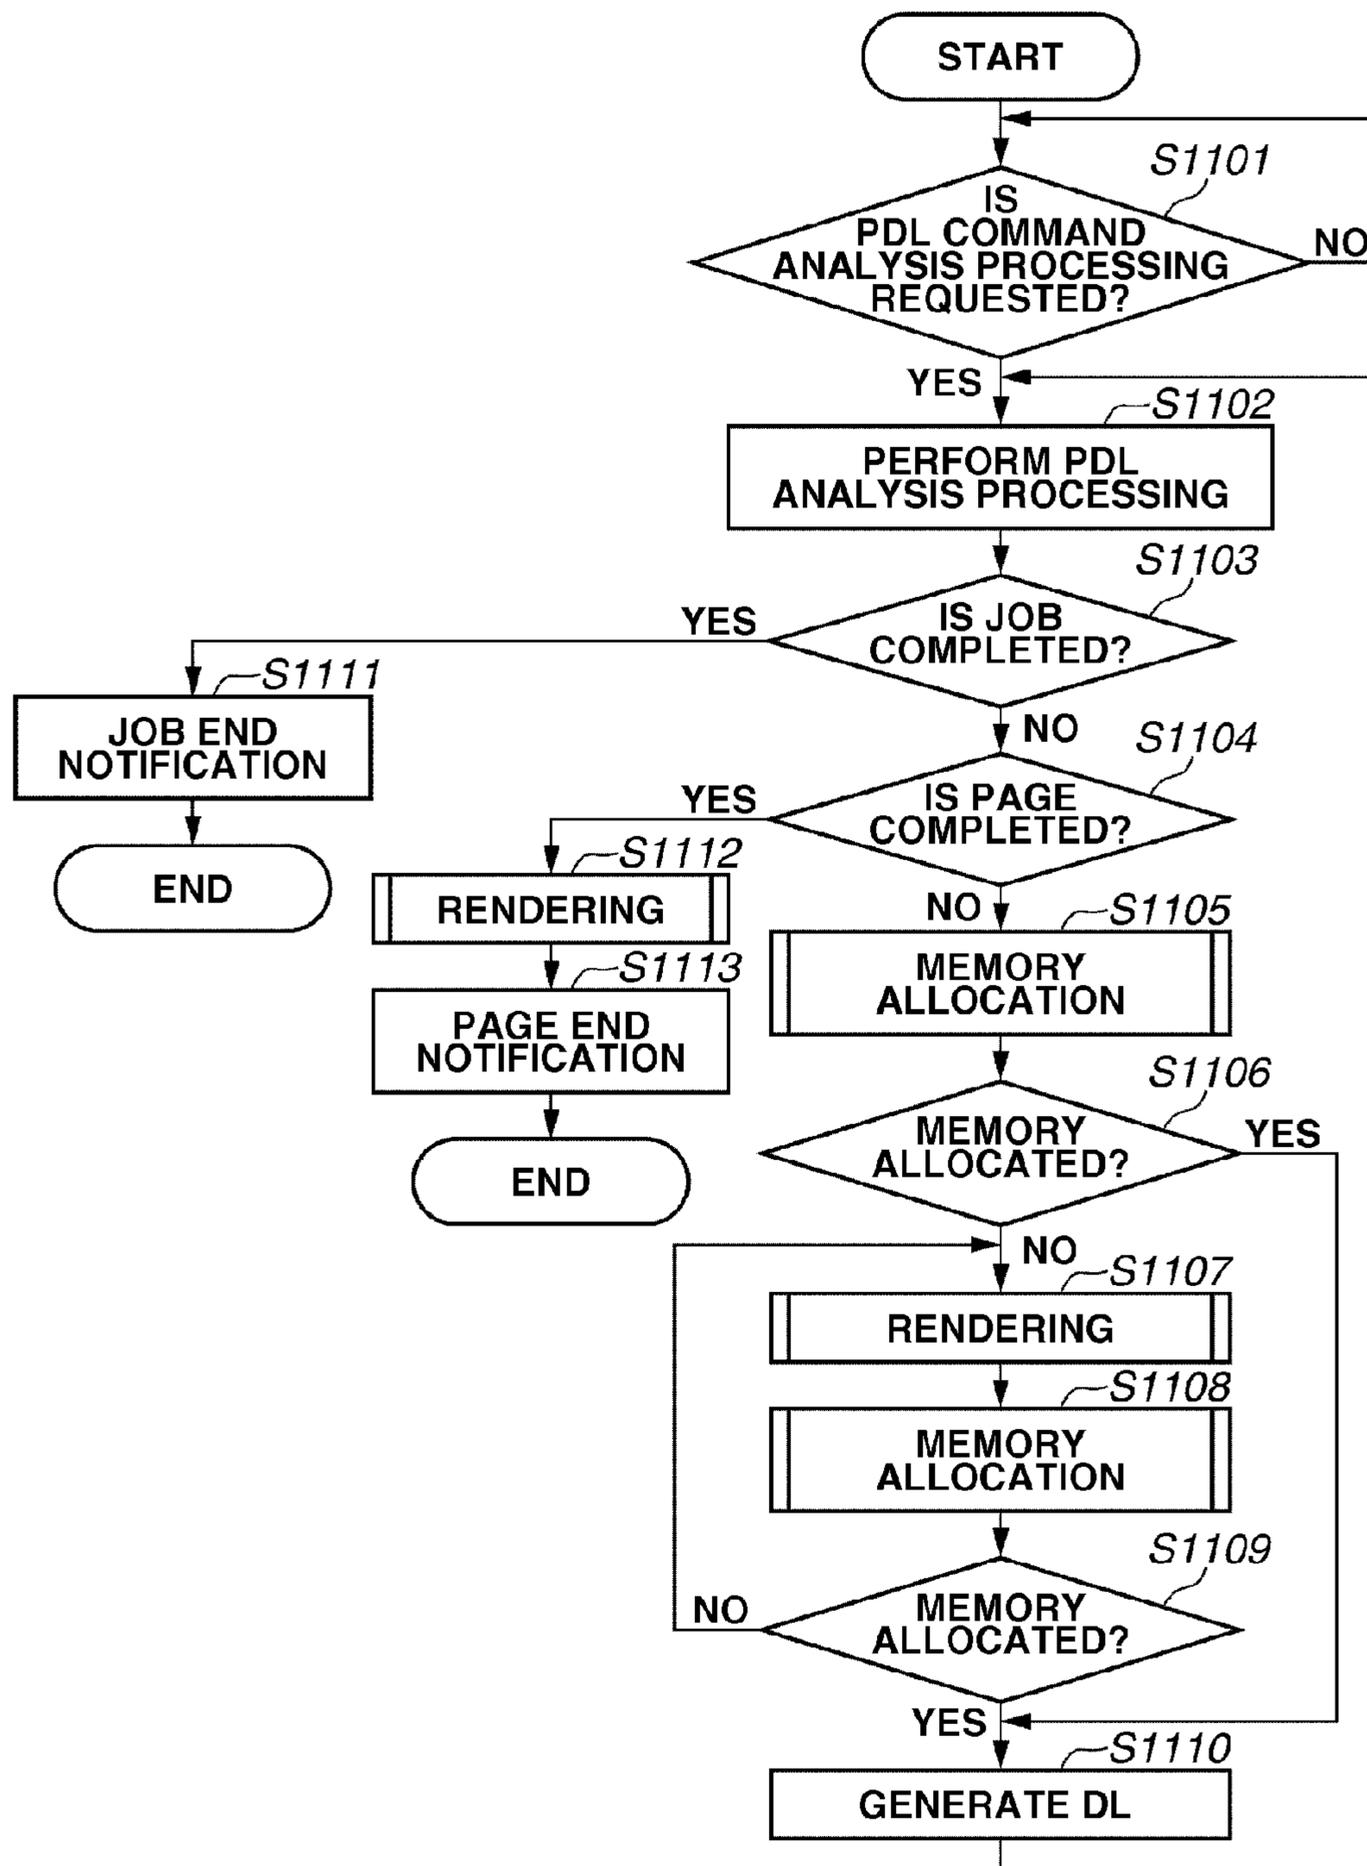 START
S1101
IS
PDL COMMAND
ANALYSIS PROCESSING
REQUESTED?
NO
YES
S1102
PERFORM PDL
ANALYSIS PROCESSING
S1103
IS JOB
COMPLETED?
YES
S1111
JOB END
NOTIFICATION
END
NO
S1104
IS PAGE
COMPLETED?
YES
S1112
RENDERING
S1113
PAGE END
NOTIFICATION
END
NO
S1105
MEMORY
ALLOCATION
S1106
MEMORY
ALLOCATED?
YES
NO
S1107
RENDERING
S1108
MEMORY
ALLOCATION
S1109
MEMORY
ALLOCATED?
NO
YES
S1110
GENERATE DL